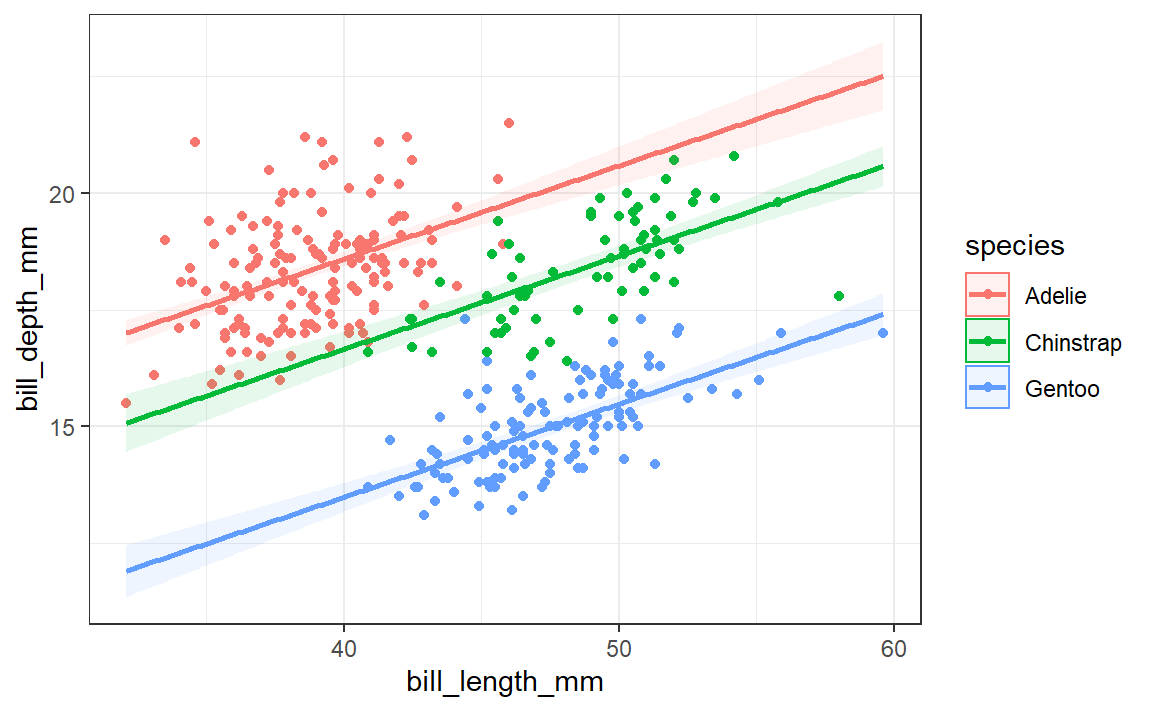 20
15
bill_depth_mm
40 50 60
bill_length_mm
species
Adelie
Chinstrap
Gentoo